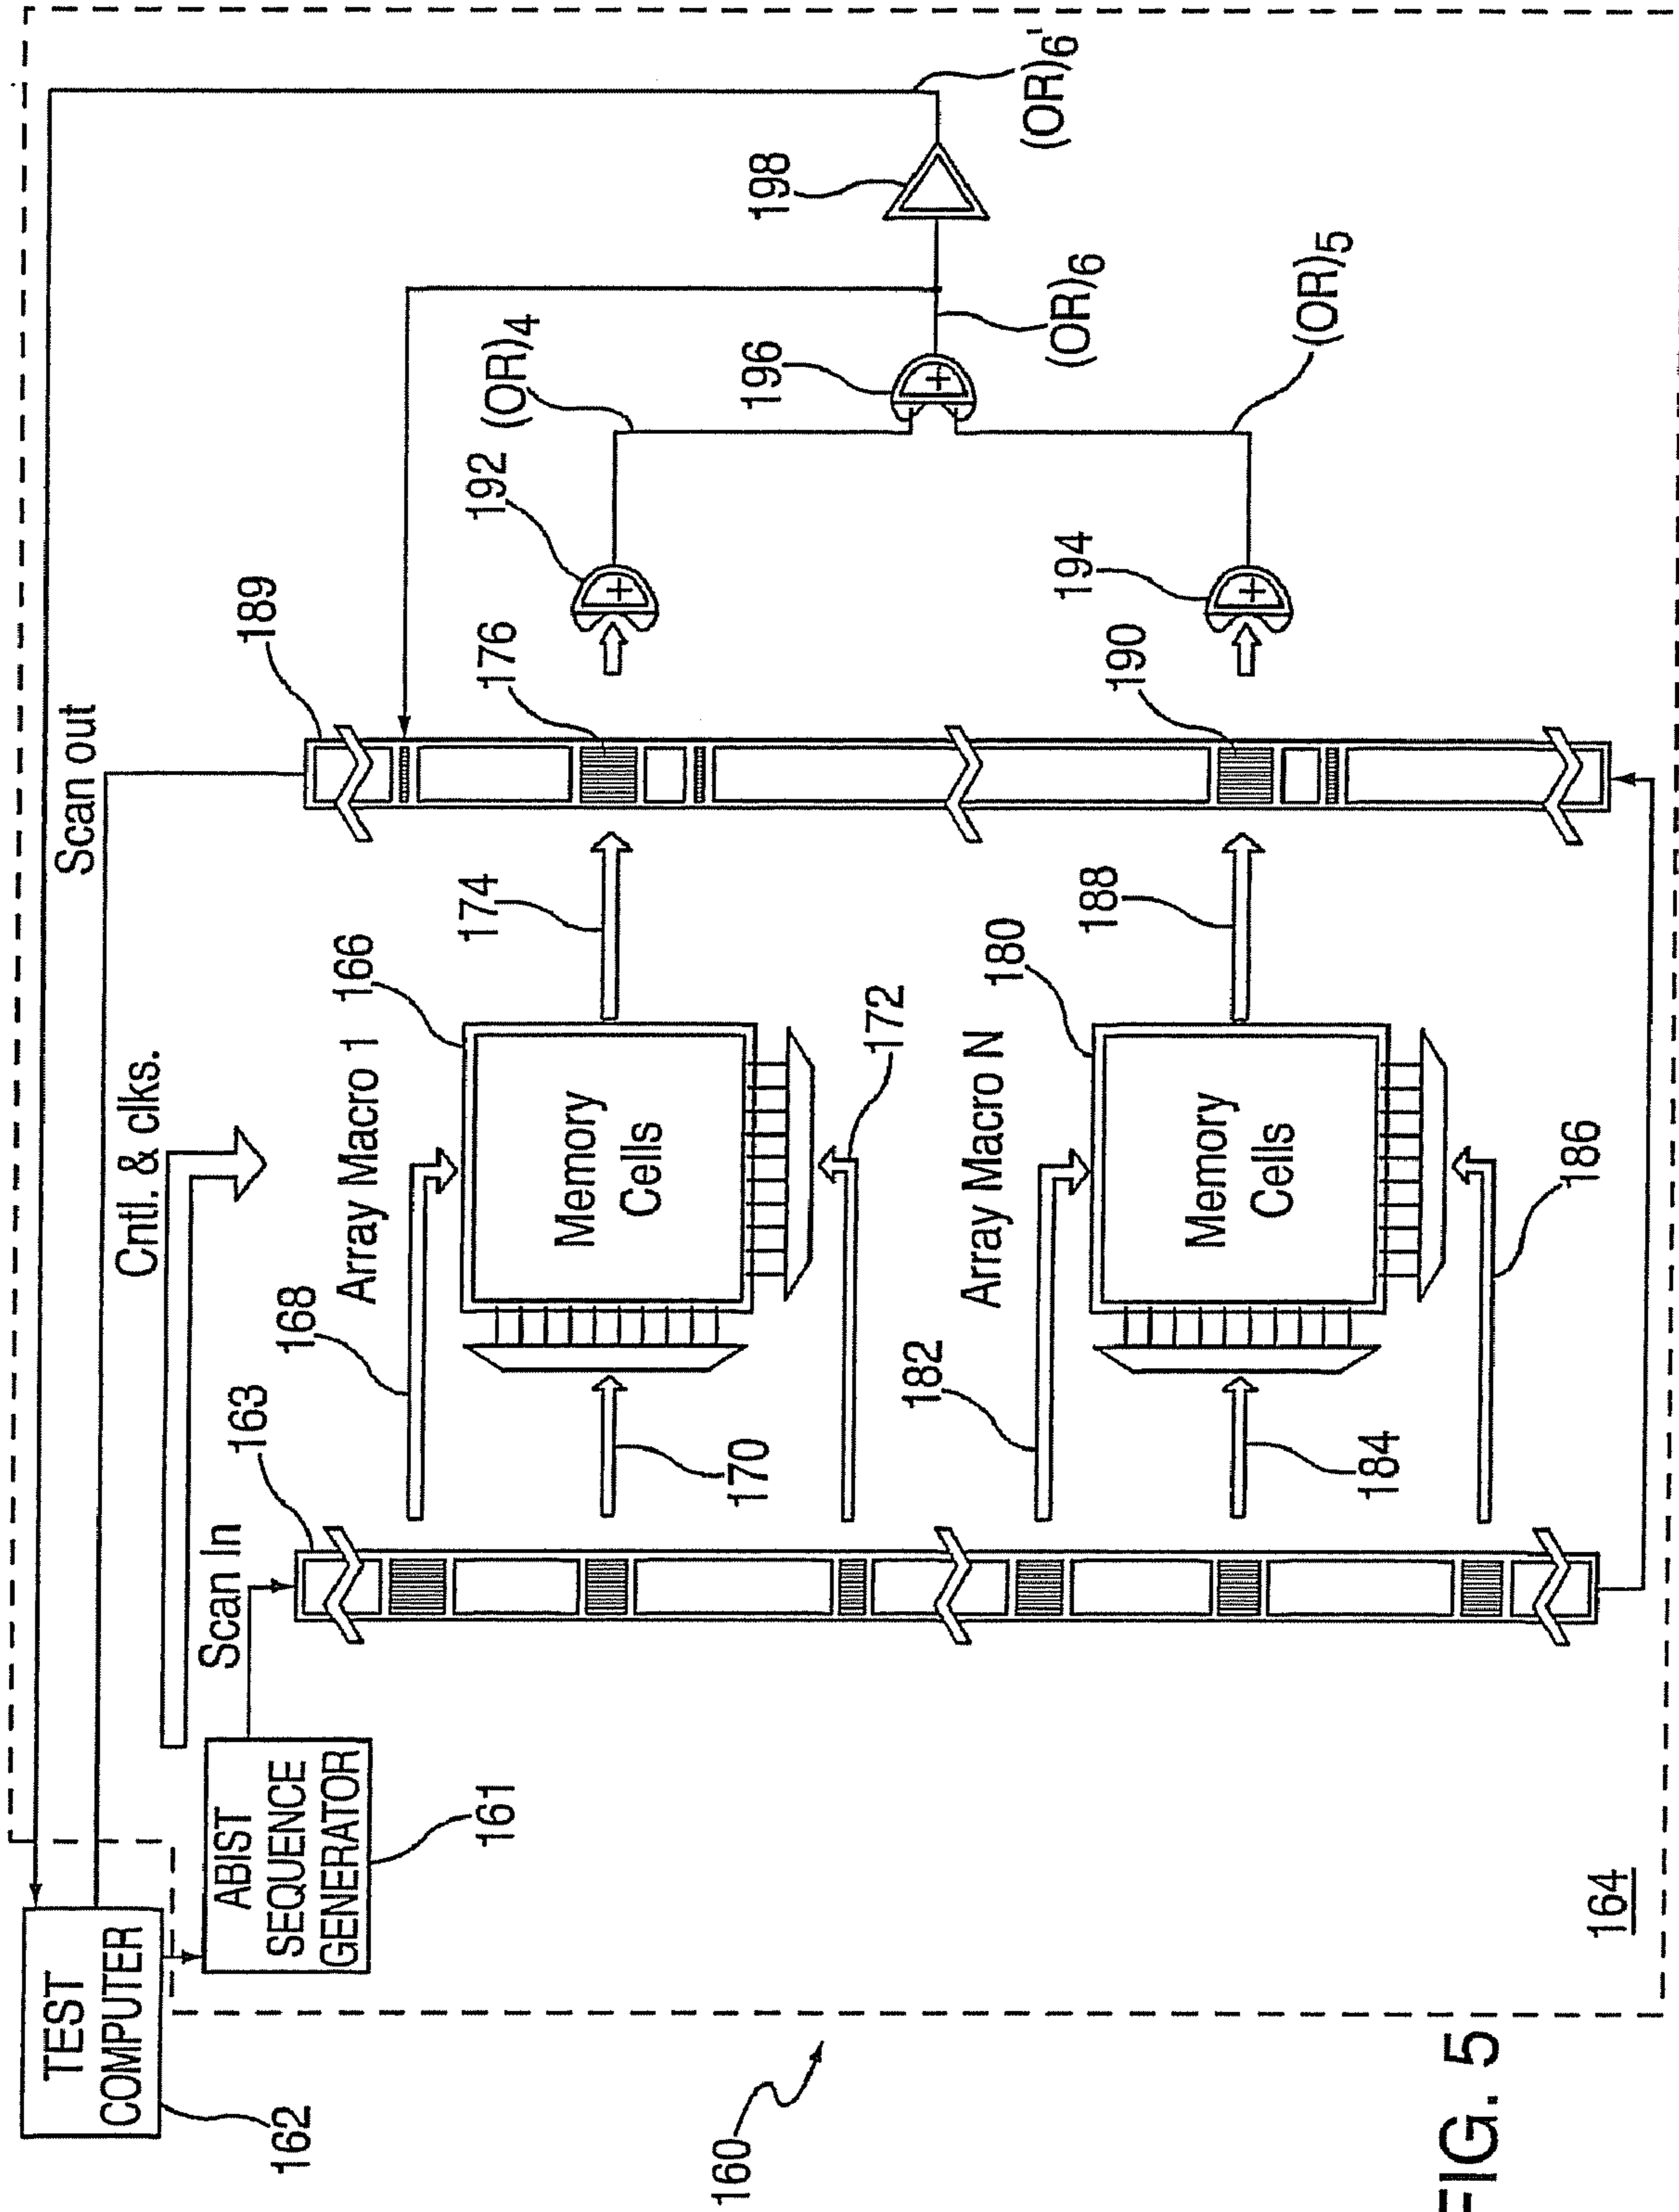 TEST
COMPUTER
162
ABIST
SEQUENCE
GENERATOR
161
Scan out
Cntl. & clks.
Scan In
163
168
Array Macro 1
166
Memory
Cells
170
172
174
176
189
192
(OR)4
196
(OR)6
198
(OR)6'
182
Array Macro N
180
Memory
Cells
184
186
188
190
194
(OR)5
164
160
FIG. 5